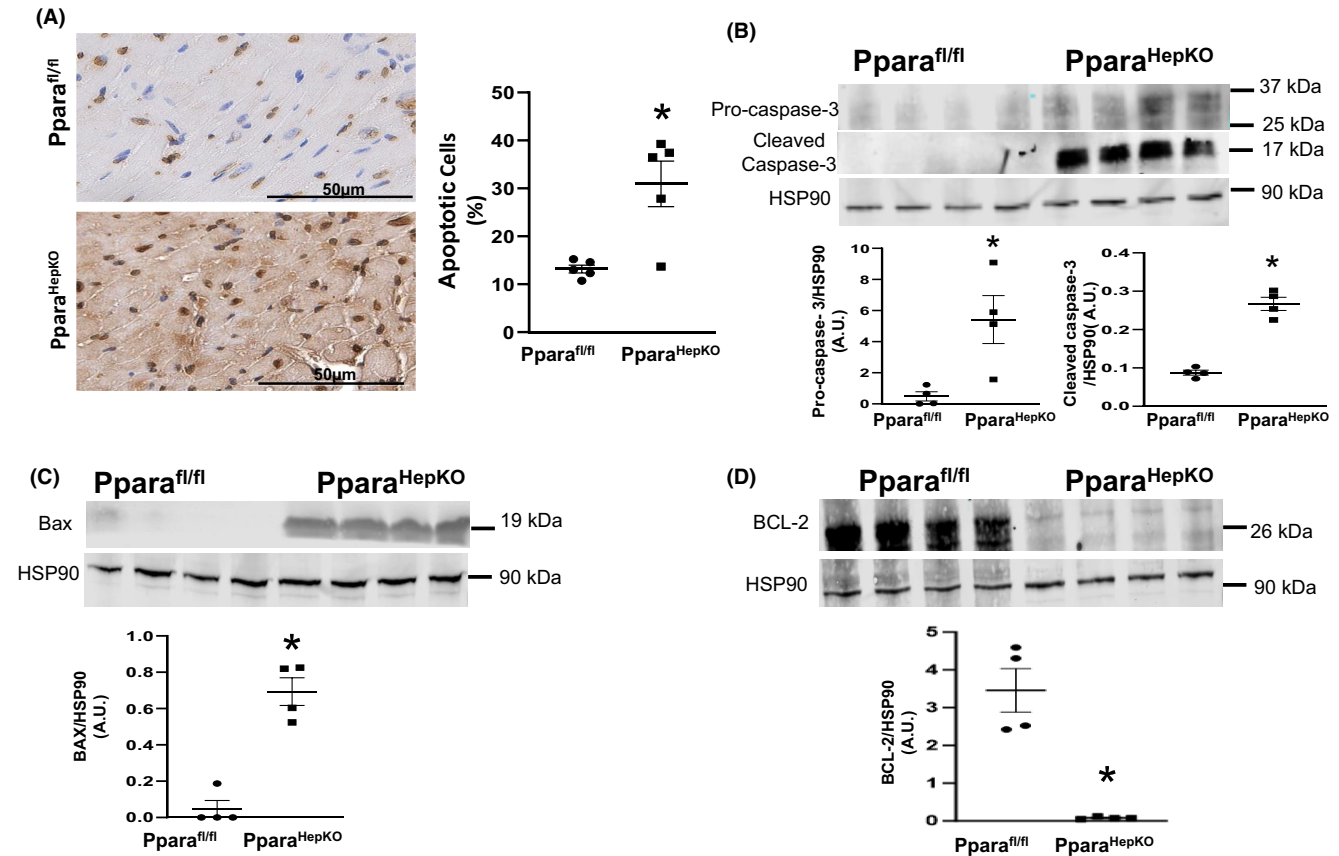 (A)
Ppara^fl/fl
50µm
Ppara^HepKO
50µm
Apoptotic Cells
(%)
50
40
30
20
10
0
Ppara^fl/fl Ppara^HepKO
*
(B)
Ppara^fl/fl Ppara^HepKO
Pro-caspase-3
37 kDa
25 kDa
Cleaved
Caspase-3
17 kDa
HSP90
90 kDa
Pro-caspase- 3/HSP90
(A.U.)
10
8
6
4
2
0
*
Ppara^fl/fl Ppara^HepKO
Cleaved caspase-3
/HSP90( A.U.)
0.4
0.3
0.2
0.1
0.0
*
Ppara^fl/fl Ppara^HepKO
(C)
Ppara^fl/fl Ppara^HepKO
Bax
19 kDa
HSP90
90 kDa
BAX/HSP90
(A.U.)
1.0
0.8
0.6
0.4
0.2
0.0
*
Ppara^fl/fl Ppara^HepKO
(D)
Ppara^fl/fl Ppara^HepKO
BCL-2
26 kDa
HSP90
90 kDa
BCL-2/HSP90
(A.U.)
5
4
3
2
1
0
*
Ppara^fl/fl Ppara^HepKO